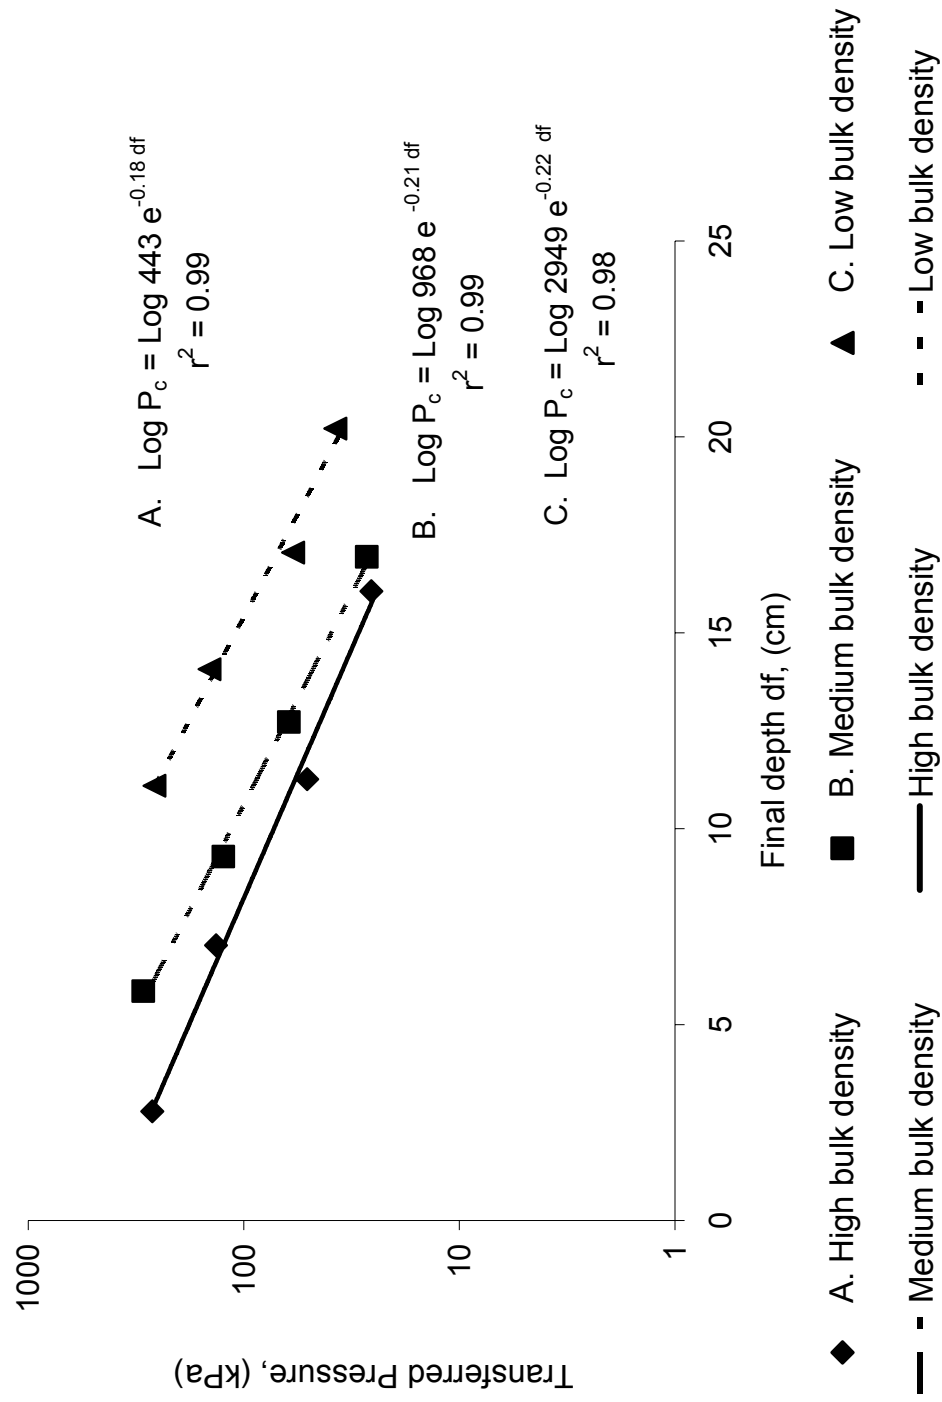 Transferred Pressure, (kPa)
1000
100
10
1
0
5
10
15
20
25
Final depth df, (cm)
A. Log P_c = Log 443 e^-0.18 df
r² = 0.99
B. Log P_c = Log 968 e^-0.21 df
r² = 0.99
C. Log P_c = Log 2949 e^-0.22 df
r² = 0.98
A. High bulk density
B. Medium bulk density
C. Low bulk density
Medium bulk density
High bulk density
Low bulk density